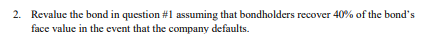 2. Revalue the bond in question #1 assuming that bondholders recover 40% of the bond's
face value in the event that the company defaults.